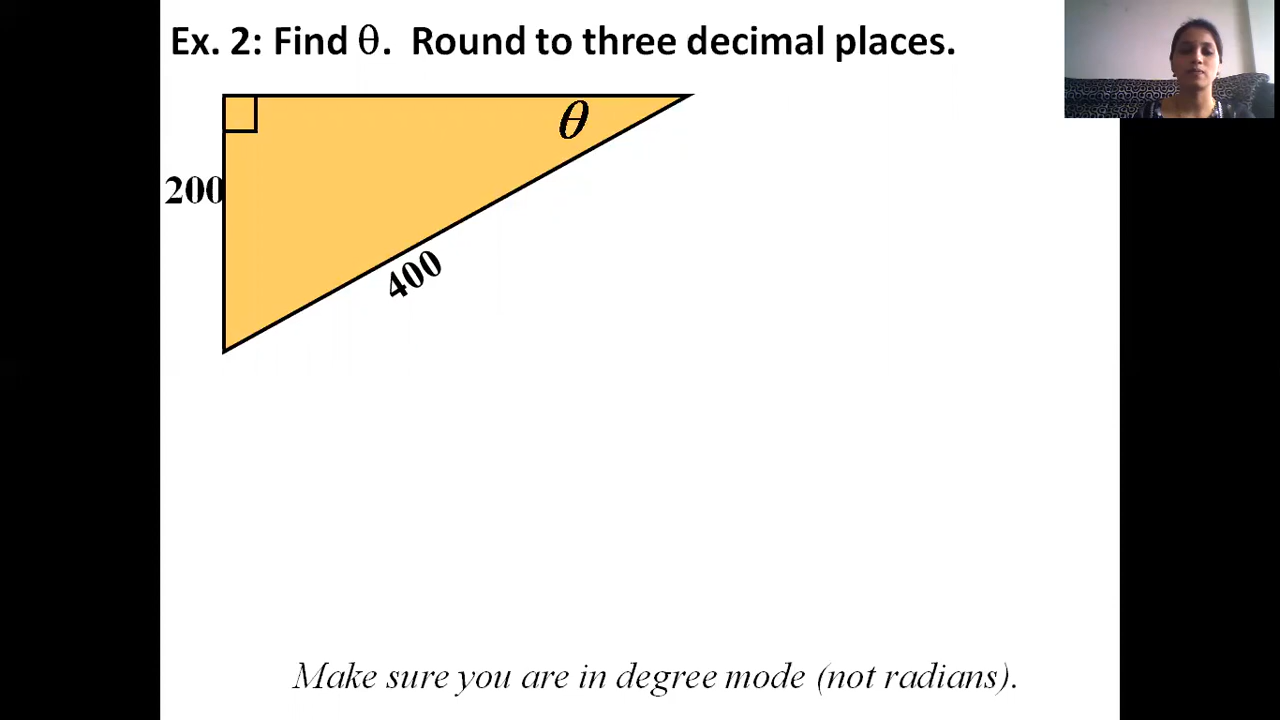 Ex. 2: Find θ. Round to three decimal places.
θ
200
400
Make sure you are in degree mode (not radians).